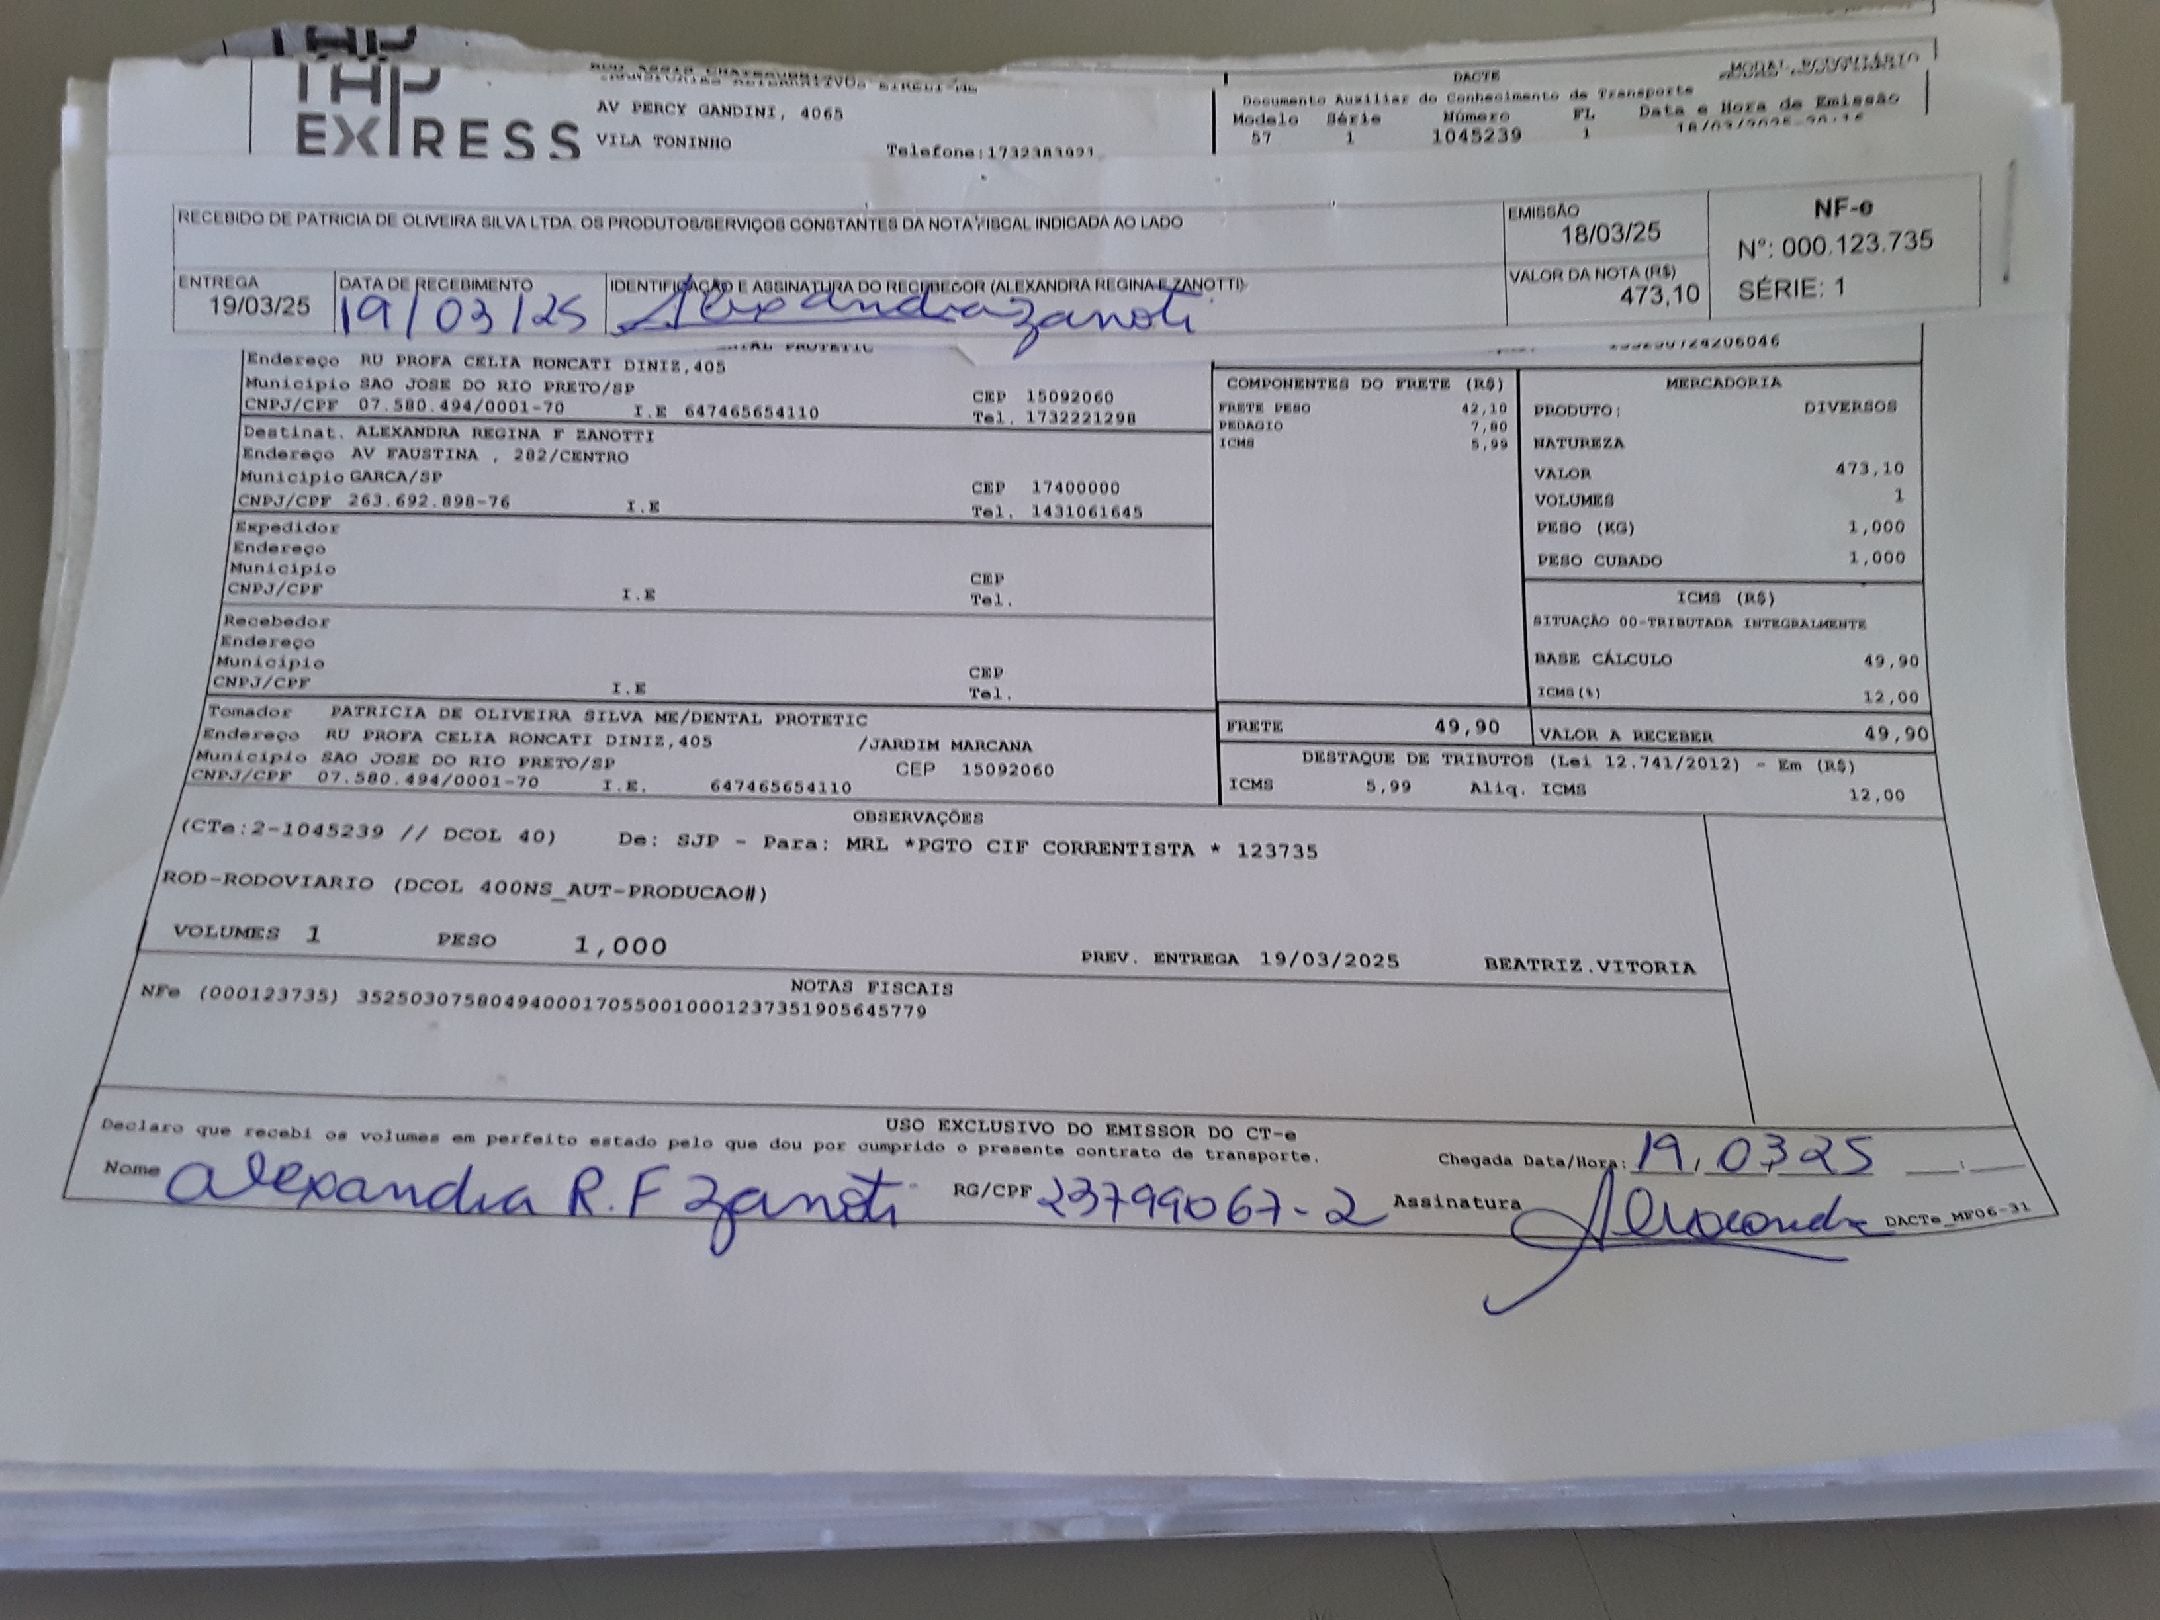 TAP
EXPRESS
AV PERCY GANDINI, 4065
VILA TONINHO
Telefone:1732383921
DACTE
MODAL RODOVIÁRIO
Documento Auxiliar do Conhecimento de Transporte
Modelo Série Número FL Data e Hora de Emissão
57 1 1045239 1 18/03/2025
RECEBIDO DE PATRICIA DE OLIVEIRA SILVA LTDA. OS PRODUTOS/SERVIÇOS CONSTANTES DA NOTA FISCAL INDICADA AO LADO
EMISSÃO
18/03/25
NF-e
Nº: 000.123.735
SÉRIE: 1
ENTREGA
19/03/25
DATA DE RECEBIMENTO
19/03/25
IDENTIFICAÇÃO E ASSINATURA DO RECEBEDOR (ALEXANDRA REGINA F ZANOTTI)
Alexandra Zanoti
VALOR DA NOTA (R$)
473,10
Endereço RU PROFA CELIA RONCATI DINIZ,405
Município SAO JOSE DO RIO PRETO/SP CEP 15092060
CNPJ/CPF 07.580.494/0001-70 I.E 647465654110 Tel. 1732221298
Destinat. ALEXANDRA REGINA F ZANOTTI
Endereço AV FAUSTINA , 282/CENTRO
Município GARCA/SP CEP 17400000
CNPJ/CPF 263.692.898-76 I.E Tel. 1431061645
Expedidor
Endereço
Município CEP
CNPJ/CPF I.E Tel.
Recebedor
Endereço
Município CEP
CNPJ/CPF I.E Tel.
Tomador PATRICIA DE OLIVEIRA SILVA ME/DENTAL PROTETIC
Endereço RU PROFA CELIA RONCATI DINIZ,405 /JARDIM MARCANA
Município SAO JOSE DO RIO PRETO/SP CEP 15092060
CNPJ/CPF 07.580.494/0001-70 I.E. 647465654110
COMPONENTES DO FRETE (R$)
FRETE PESO 42,10
PEDAGIO 7,80
ICMS 5,99
MERCADORIA
PRODUTO: DIVERSOS
NATUREZA
VALOR 473,10
VOLUMES 1
PESO (KG) 1,000
PESO CUBADO 1,000
ICMS (R$)
SITUAÇÃO 00-TRIBUTADA INTEGRALMENTE
BASE CÁLCULO 49,90
ICMS(%) 12,00
FRETE 49,90 VALOR A RECEBER 49,90
DESTAQUE DE TRIBUTOS (Lei 12.741/2012) - Em (R$)
ICMS 5,99 Aliq. ICMS 12,00
OBSERVAÇÕES
(CTe:2-1045239 // DCOL 40) De: SJP - Para: MRL *PGTO CIF CORRENTISTA * 123735
ROD-RODOVIARIO (DCOL 400NS_AUT-PRODUCAO#)
VOLUMES 1 PESO 1,000 PREV. ENTREGA 19/03/2025 BEATRIZ.VITORIA
NOTAS FISCAIS
NFe (000123735) 35250307580494000170550010001237351905645779
USO EXCLUSIVO DO EMISSOR DO CT-e
Declaro que recebi os volumes em perfeito estado pelo que dou por cumprido o presente contrato de transporte.
Chegada Data/Hora: 19, 03 25
Nome Alexandra R. F Zanoti RG/CPF 23799067-2 Assinatura Alexandra DACTe_MF06-31